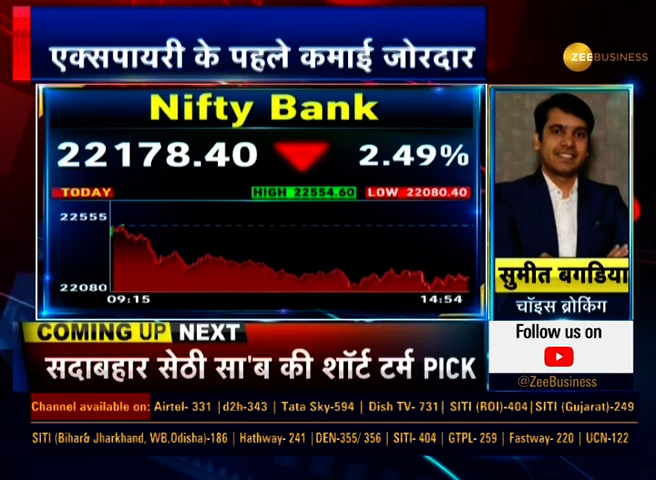 एक्सपायरी के पहले कमाई जोरदार
ZEEBUSINESS
Nifty Bank
22178.40 2.49%
TODAY HIGH 22554.60 LOW 22080.40
22555
22080
09:15 14:54
सुमीत बगडिया
चॉइस ब्रोकिंग
COMING UP NEXT
सदाबहार सेठी सा'ब की शॉर्ट टर्म PICK
Follow us on
@ZeeBusiness
Channel available on: Airtel- 331 | d2h-343 | Tata Sky-594 | Dish TV- 731 | SITI (ROI)-404 | SITI (Gujarat)-249
SITI (Bihar& Jharkhand, WB,Odisha)-186 | Hathway- 241 | DEN-355/ 356 | SITI- 404 | GTPL- 259 | Fastway- 220 | UCN-122